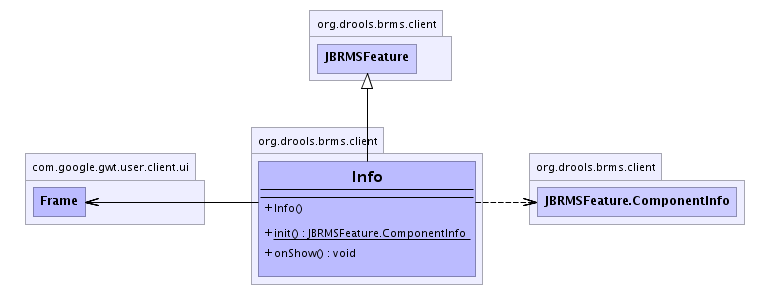 org.drools.brms.client
JBRMSFeature
org.drools.brms.client
Info
+Info()
+init() : JBRMSFeature.ComponentInfo
+onShow() : void
com.google.gwt.user.client.ui
Frame
org.drools.brms.client
JBRMSFeature.ComponentInfo